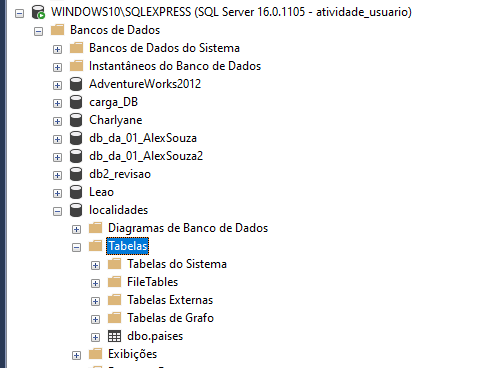 WINDOWS10\SQLEXPRESS (SQL Server 16.0.1105 - atividade_usuario)
Bancos de Dados
Bancos de Dados do Sistema
Instantâneos do Banco de Dados
AdventureWorks2012
carga_DB
Charlyane
db_da_01_AlexSouza
db_da_01_AlexSouza2
db2_revisao
Leao
localidades
Diagramas de Banco de Dados
Tabelas
Tabelas do Sistema
FileTables
Tabelas Externas
Tabelas de Grafo
dbo.paises
Exibições